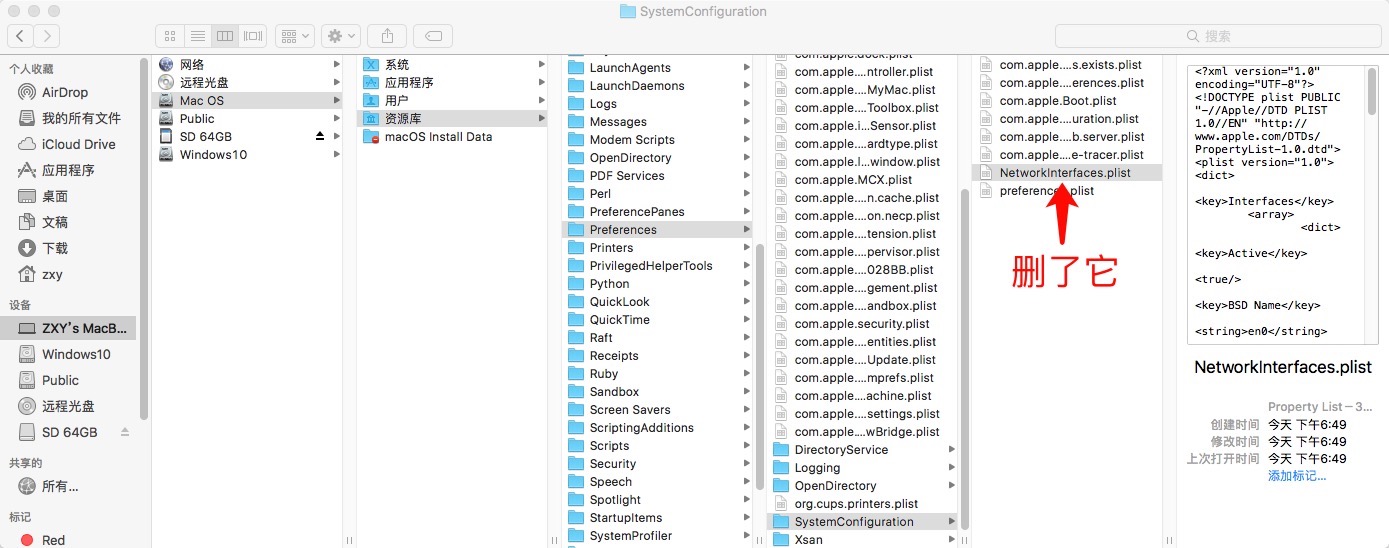 SystemConfiguration
搜索
个人收藏
AirDrop
我的所有文件
iCloud Drive
应用程序
桌面
文稿
下载
zxy
设备
ZXY's MacB...
Windows10
Public
远程光盘
SD 64GB
共享的
所有...
标记
Red
网络
远程光盘
Mac OS
Public
SD 64GB
Windows10
系统
应用程序
用户
资源库
macOS Install Data
LaunchAgents
LaunchDaemons
Logs
Messages
Modem Scripts
OpenDirectory
PDF Services
Perl
PreferencePanes
Preferences
Printers
PrivilegedHelperTools
Python
QuickLook
QuickTime
Raft
Receipts
Ruby
Sandbox
Screen Savers
ScriptingAdditions
Scripts
Security
Speech
Spotlight
StartupItems
SystemProfiler
com.apple.dock.plist
com.apple....ntroller.plist
com.apple....MyMac.plist
com.apple....Toolbox.plist
com.apple.i...Sensor.plist
com.apple....ardtype.plist
com.apple.l...window.plist
com.apple.MCX.plist
com.apple....n.cache.plist
com.apple....on.necp.plist
com.apple....tension.plist
com.apple....pervisor.plist
com.apple....028BB.plist
com.apple....gement.plist
com.apple....andbox.plist
com.apple.security.plist
com.apple....entities.plist
com.apple....Update.plist
com.apple....mprefs.plist
com.apple....achine.plist
com.apple....settings.plist
com.apple....wBridge.plist
DirectoryService
Logging
OpenDirectory
org.cups.printers.plist
SystemConfiguration
Xsan
com.apple....s.exists.plist
com.apple....erences.plist
com.apple.Boot.plist
com.apple....uration.plist
com.apple....b.server.plist
com.apple....e-tracer.plist
NetworkInterfaces.plist
preferences.plist
删了它
<?xml version="1.0"
encoding="UTF-8"?>
<!DOCTYPE plist PUBLIC
"-//Apple//DTD PLIST
1.0//EN" "http://
www.apple.com/DTDs/
PropertyList-1.0.dtd">
<plist version="1.0">
<dict>
<key>Interfaces</key>
<array>
<dict>
<key>Active</key>
<true/>
<key>BSD Name</key>
<string>en0</string>
NetworkInterfaces.plist
Property List – 3...
创建时间 今天 下午6:49
修改时间 今天 下午6:49
上次打开时间 今天 下午6:49
添加标记...